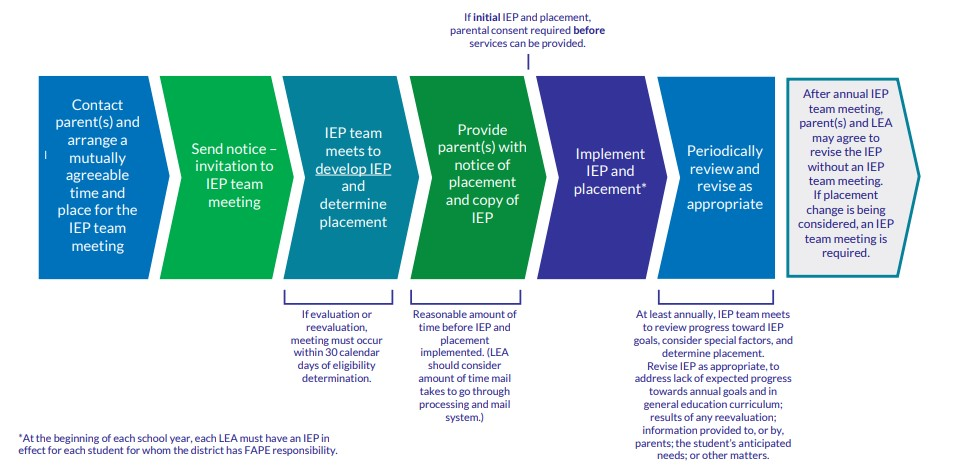 If initial IEP and placement,
parental consent required before
services can be provided.
Contact
parent(s) and
arrange a
mutually
agreeable
time and
place for the
IEP team
meeting
Send notice –
invitation to
IEP team
meeting
IEP team
meets to
develop IEP
and
determine
placement
Provide
parent(s) with
notice of
placement
and copy of
IEP
Implement
IEP and
placement*
Periodically
review and
revise as
appropriate
After annual IEP
team meeting,
parent(s) and LEA
may agree to
revise the IEP
without an IEP
team meeting.
If placement
change is being
considered, an IEP
team meeting is
required.
If evaluation or
reevaluation,
meeting must occur
within 30 calendar
days of eligibility
determination.
Reasonable amount of
time before IEP and
placement
implemented. (LEA
should consider
amount of time mail
takes to go through
processing and mail
system.)
At least annually, IEP team meets
to review progress toward IEP
goals, consider special factors, and
determine placement.
Revise IEP as appropriate, to
address lack of expected progress
towards annual goals and in
general education curriculum;
results of any reevaluation;
information provided to, or by,
parents; the student's anticipated
needs; or other matters.
*At the beginning of each school year, each LEA must have an IEP in
effect for each student for whom the district has FAPE responsibility.